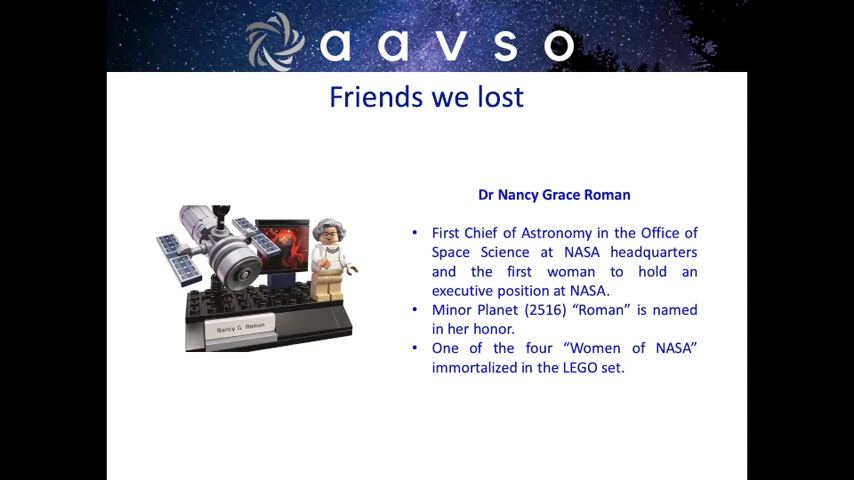 aavso
Friends we lost
Dr Nancy Grace Roman
• First Chief of Astronomy in the Office of
Space Science at NASA headquarters
and the first woman to hold an
executive position at NASA.
• Minor Planet (2516) “Roman” is named
in her honor.
• One of the four “Women of NASA”
immortalized in the LEGO set.
Nancy G. Roman